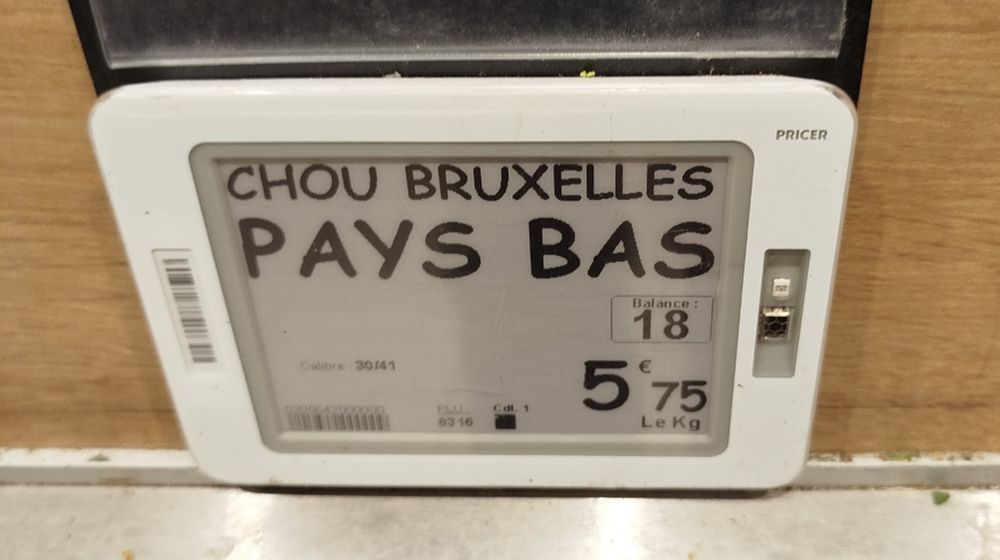 PRICER
CHOU BRUXELLES
PAYS BAS
Balance :
18
Calibre 30/41
5 € 75
Le Kg
PLU
8316
Cdt. 1